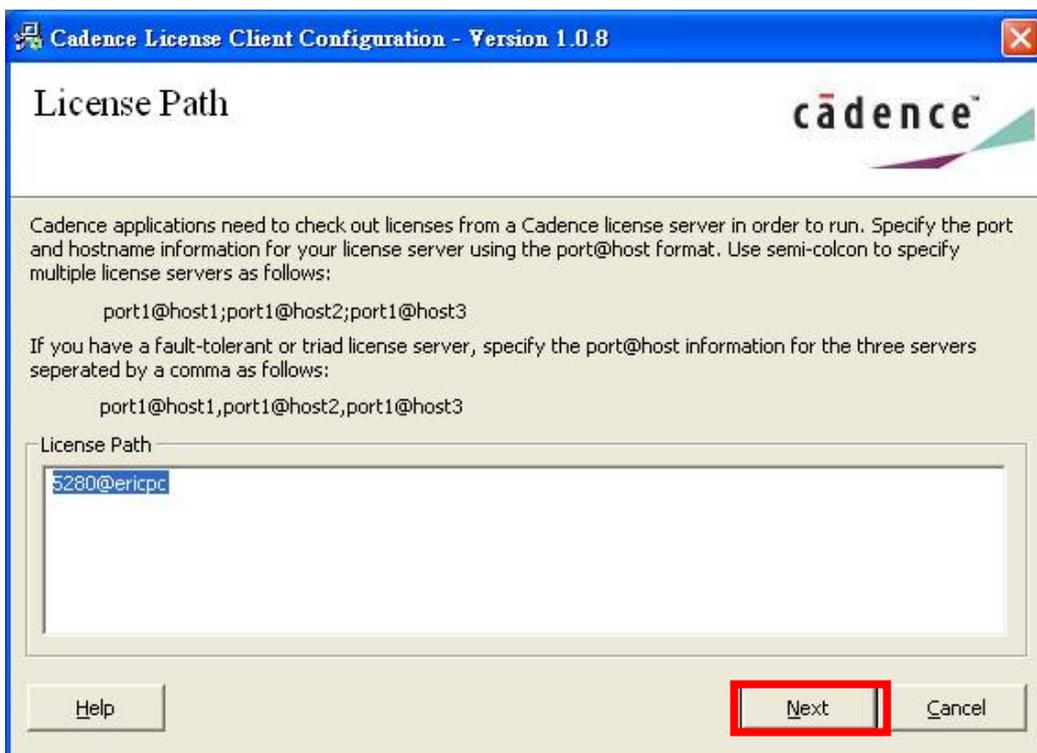 Cadence License Client Configuration - Version 1.0.8
License Path
cādence™
Cadence applications need to check out licenses from a Cadence license server in order to run. Specify the port
and hostname information for your license server using the port@host format. Use semi-colcon to specify
multiple license servers as follows:
port1@host1;port1@host2;port1@host3
If you have a fault-tolerant or triad license server, specify the port@host information for the three servers
seperated by a comma as follows:
port1@host1,port1@host2,port1@host3
License Path
5280@ericpc
Help
Next
Cancel